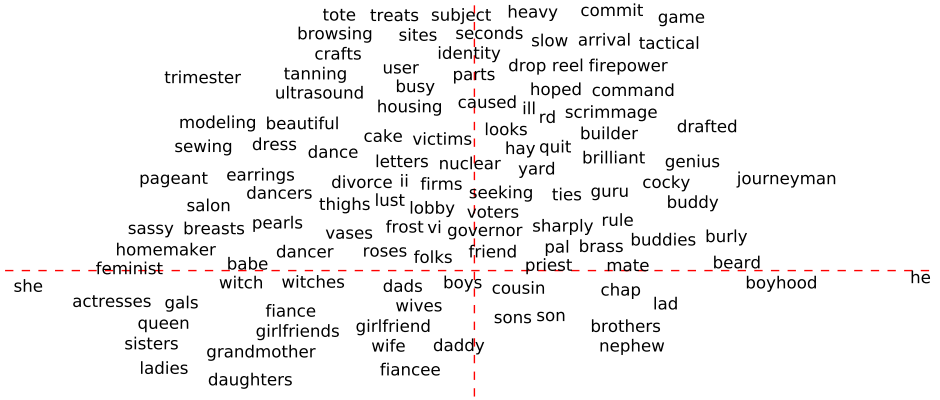 tote treats subject heavy commit game
browsing sites seconds slow arrival tactical
crafts identity
trimester tanning user parts drop reel firepower
ultrasound busy hoped command
housing caused ill rd scrimmage
modeling beautiful looks builder drafted
sewing dress dance cake victims hay quit
letters nuclear yard brilliant genius
pageant earrings divorce ii firms seeking ties guru cocky journeyman
dancers thighs lust buddy
salon lobby voters
sassy breasts pearls vases frost vi governor sharply rule
homemaker dancer roses folks friend pal brass buddies burly
feminist babe priest mate beard
she witch witches dads boys cousin chap boyhood he
actresses gals wives lad
queen fiance girlfriends girlfriend sons son brothers
sisters grandmother wife daddy nephew
ladies daughters fiancee